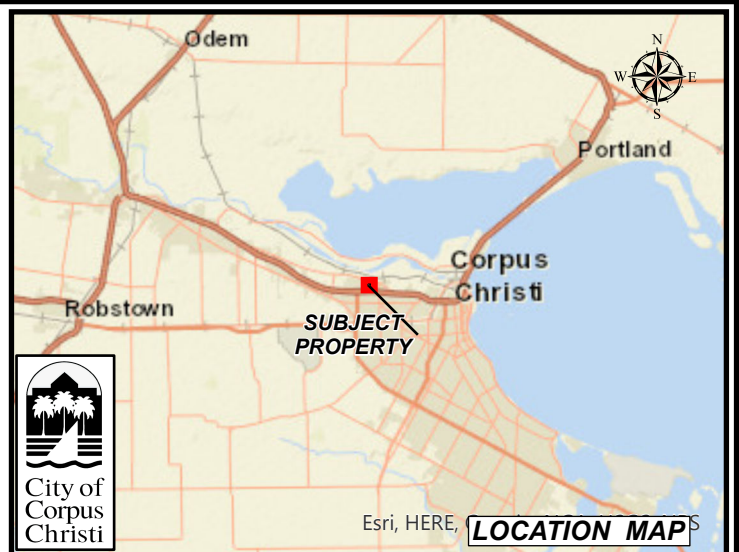 Odem
N
W E
S
Portland
Corpus
Christi
Robstown
SUBJECT
PROPERTY
City of
Corpus
Christi
Esri, HERE,
LOCATION MAP